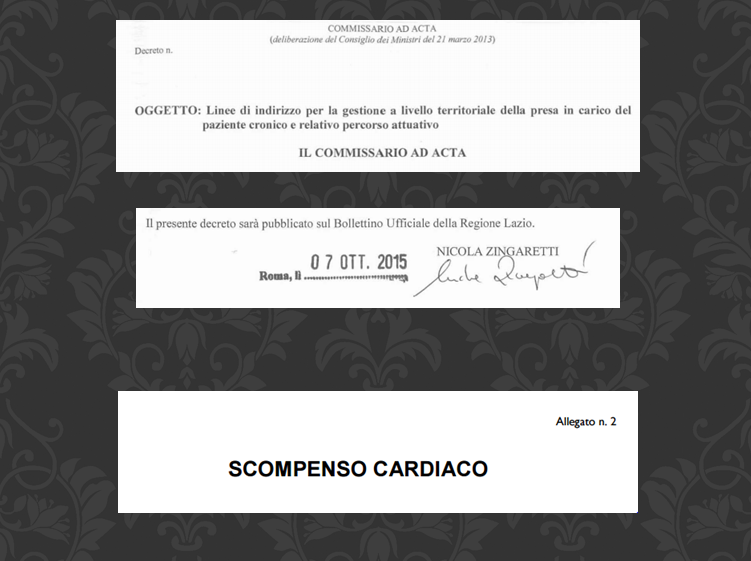 COMMISSARIO AD ACTA
(deliberazione del Consiglio dei Ministri del 21 marzo 2013)
Decreto n.
OGGETTO: Linee di indirizzo per la gestione a livello territoriale della presa in carico del
paziente cronico e relativo percorso attuativo
IL COMMISSARIO AD ACTA
Il presente decreto sarà pubblicato sul Bollettino Ufficiale della Regione Lazio.
NICOLA ZINGARETTI
Roma, lì 07 OTT. 2015
Allegato n. 2
SCOMPENSO CARDIACO